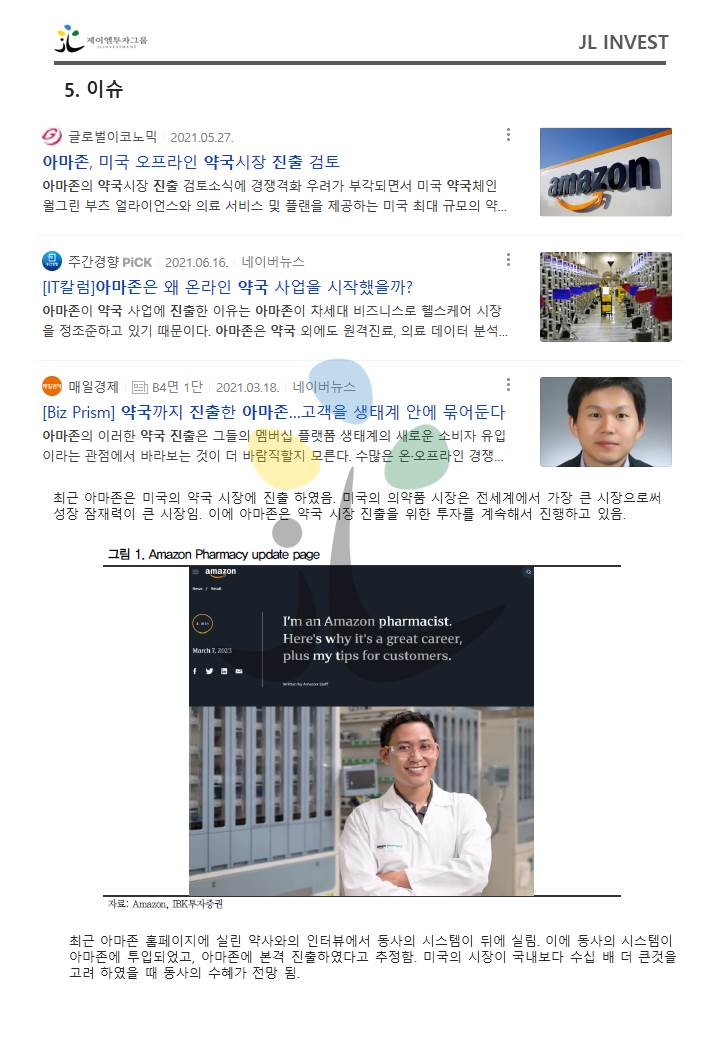 제이엘투자그룹
JLINVESTMENT
JL INVEST
5. 이슈
글로벌이코노믹 2021.05.27.
아마존, 미국 오프라인 약국시장 진출 검토
아마존의 약국시장 진출 검토소식에 경쟁격화 우려가 부각되면서 미국 약국체인
월그린 부츠 얼라이언스와 의료 서비스 및 플랜을 제공하는 미국 최대 규모의 약...
amazon
주간경향 PiCK 2021.06.16. 네이버뉴스
[IT칼럼]아마존은 왜 온라인 약국 사업을 시작했을까?
아마존이 약국 사업에 진출한 이유는 아마존이 차세대 비즈니스로 헬스케어 시장
을 정조준하고 있기 때문이다. 아마존은 약국 외에도 원격진료, 의료 데이터 분석...
매일경제 B4면 1단 2021.03.18. 네이버뉴스
[Biz Prism] 약국까지 진출한 아마존...고객을 생태계 안에 묶어둔다
아마존의 이러한 약국 진출은 그들의 멤버십 플랫폼 생태계의 새로운 소비자 유입
이라는 관점에서 바라보는 것이 더 바람직할지 모른다. 수많은 온·오프라인 경쟁...
최근 아마존은 미국의 약국 시장에 진출 하였음. 미국의 의약품 시장은 전세계에서 가장 큰 시장으로써
성장 잠재력이 큰 시장임. 이에 아마존은 약국 시장 진출을 위한 투자를 계속해서 진행하고 있음.
그림 1. Amazon Pharmacy update page
amazon
News / Retail
4 min
I'm an Amazon pharmacist.
Here's why it's a great career,
plus my tips for customers.
March 7, 2023
Written by Amazon Staff
자료: Amazon, IBK투자증권
최근 아마존 홈페이지에 실린 약사와의 인터뷰에서 동사의 시스템이 뒤에 실림. 이에 동사의 시스템이
아마존에 투입되었고, 아마존에 본격 진출하였다고 추정함. 미국의 시장이 국내보다 수십 배 더 큰것을
고려 하였을 때 동사의 수혜가 전망 됨.